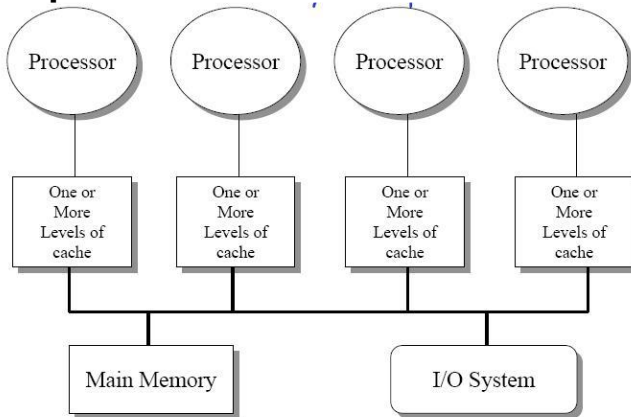 Processor
Processor
Processor
Processor
One or
More
Levels of
cache
One or
More
Levels of
cache
One or
More
Levels of
cache
One or
More
Levels of
cache
Main Memory
I/O System